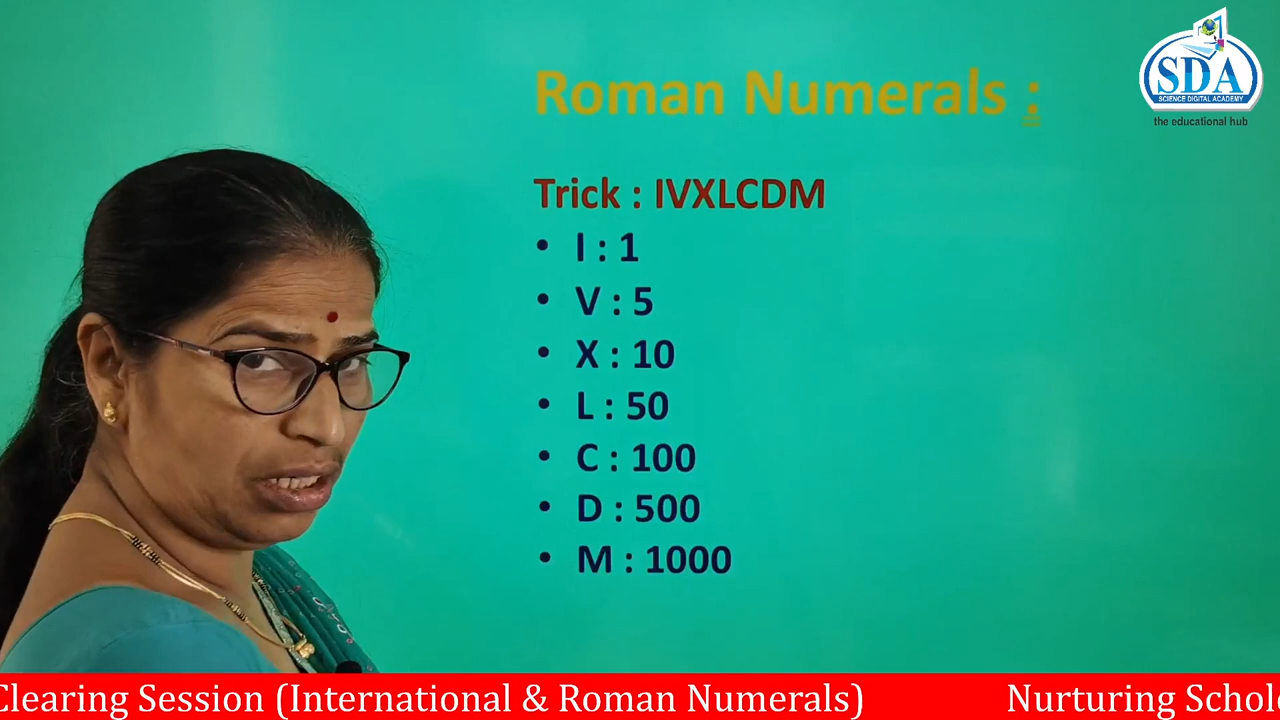 Roman Numerals :
SDA
SCIENCE DIGITAL ACADEMY
the educational hub
Trick : IVXLCDM
• I : 1
• V : 5
• X : 10
• L : 50
• C : 100
• D : 500
• M : 1000
Clearing Session (International & Roman Numerals) Nurturing Schol